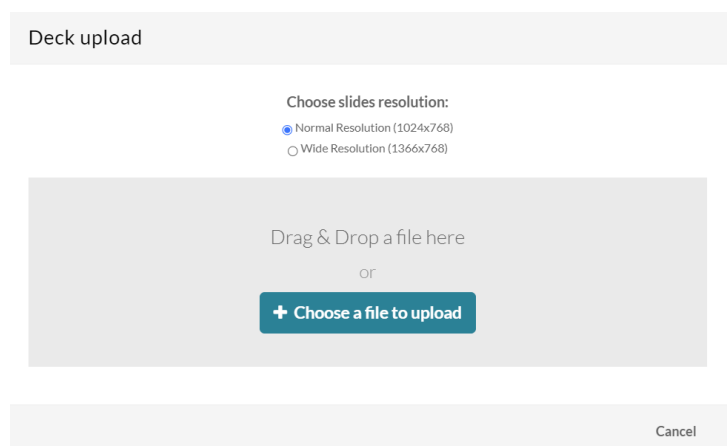 Deck upload
Choose slides resolution:
Normal Resolution (1024x768)
Wide Resolution (1366x768)
Drag & Drop a file here
or
+ Choose a file to upload
Cancel